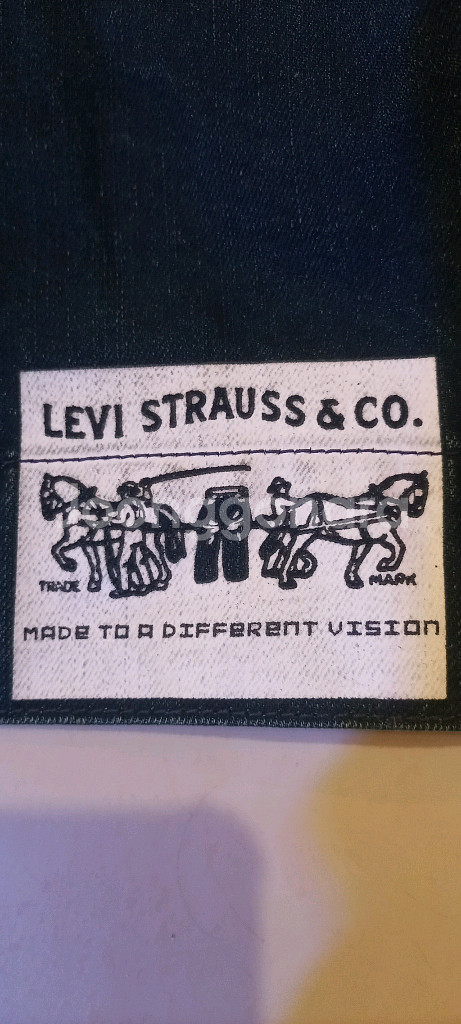 LEVI STRAUSS & CO.
TRADE MARK
MADE TO A DIFFERENT VISION